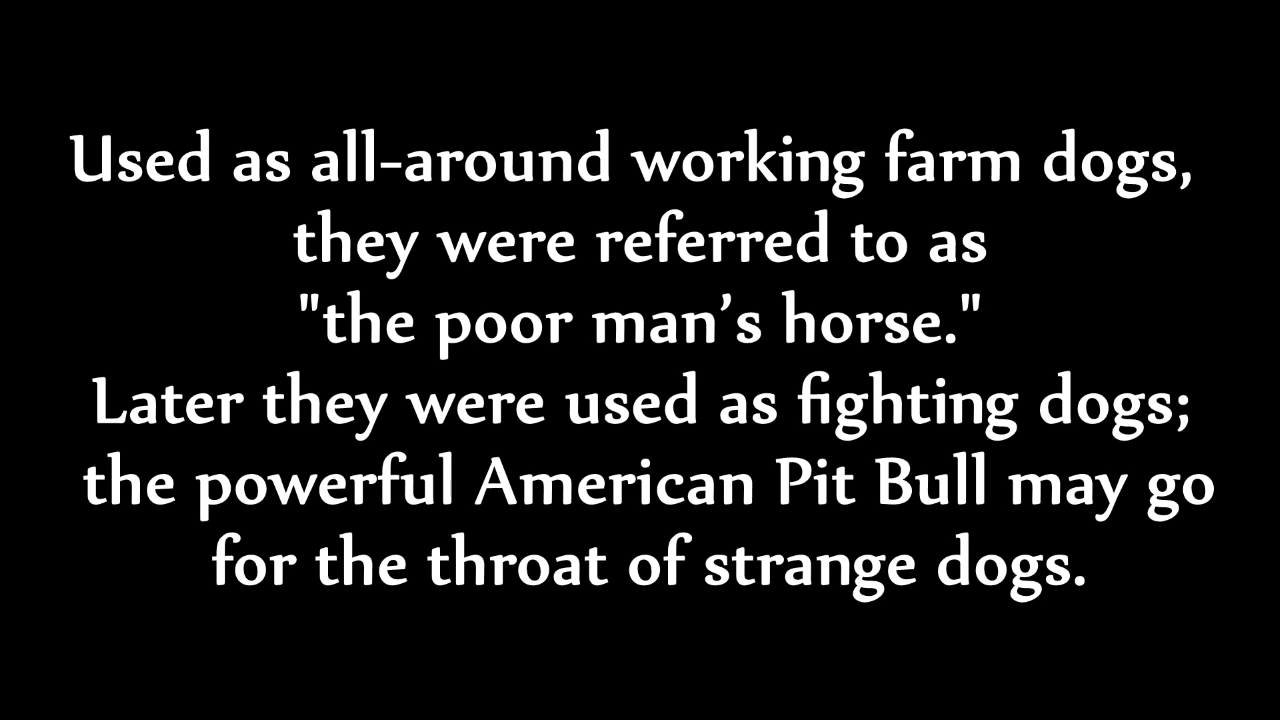 Used as all-around working farm dogs,
they were referred to as
"the poor man’s horse."
Later they were used as fighting dogs;
the powerful American Pit Bull may go
for the throat of strange dogs.